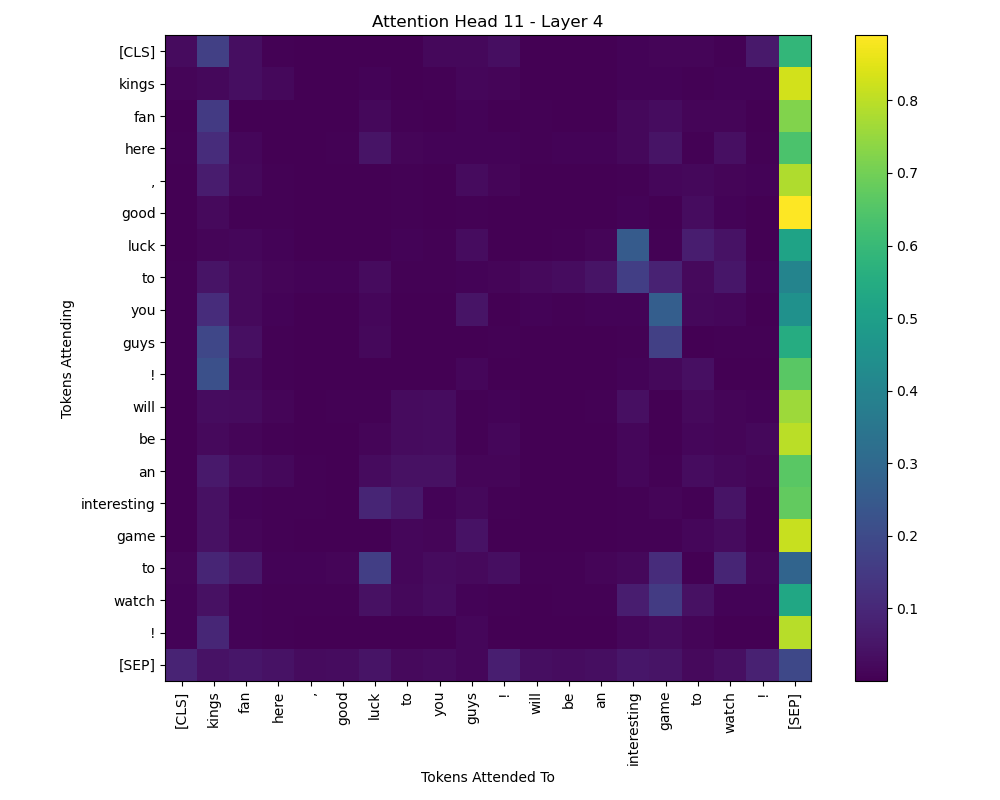 Attention Head 11 - Layer 4
Tokens Attending
[CLS]
kings
fan
here
,
good
luck
to
you
guys
!
will
be
an
interesting
game
to
watch
!
[SEP]
[CLS]
kings
fan
here
,
good
luck
to
you
guys
!
will
be
an
interesting
game
to
watch
!
[SEP]
Tokens Attended To
0.8
0.7
0.6
0.5
0.4
0.3
0.2
0.1